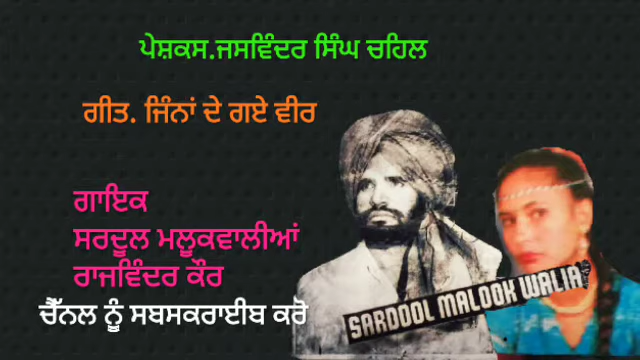 ਪੇਸ਼ਕਸ.ਜਸਵਿੰਦਰ ਸਿੰਘ ਚਹਿਲ
ਗੀਤ. ਜਿੰਨਾਂ ਦੇ ਗਏ ਵੀਰ
ਗਾਇਕ
ਸਰਦੂਲ ਮਲੂਕਵਾਲੀਆਂ
ਰਾਜਵਿੰਦਰ ਕੌਰ
ਚੈੱਨਲ ਨੂੰ ਸਬਸਕਰਾਈਬ ਕਰੋ
SARDOOL MALOOK WALIA